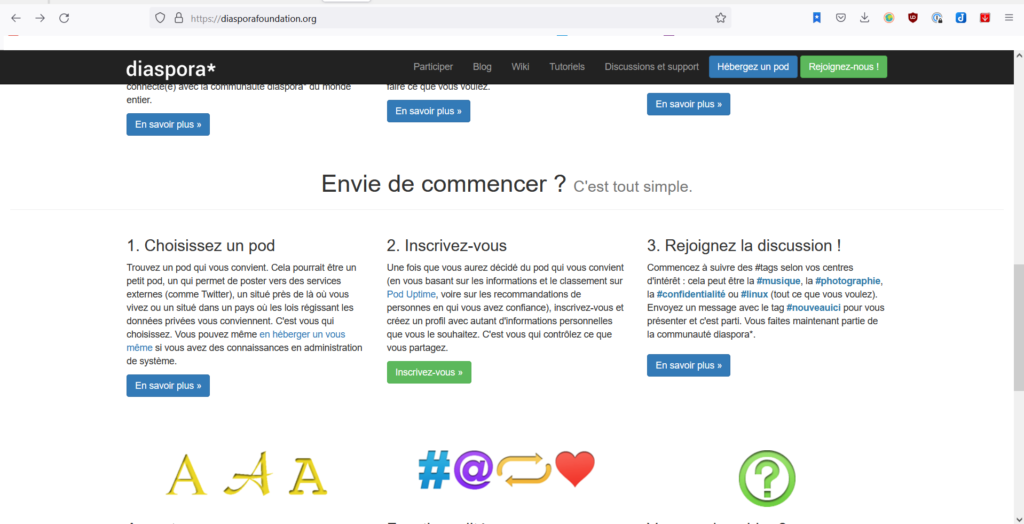 https://diasporafoundation.org
diaspora*
Participer Blog Wiki Tutoriels Discussions et support Hébergez un pod Rejoignez-nous !
connecté(e) avec la communauté diaspora* du monde
entier.
En savoir plus »
faire ce que vous voulez.
En savoir plus »
En savoir plus »
Envie de commencer ? C'est tout simple.
1. Choisissez un pod
Trouvez un pod qui vous convient. Cela pourrait être un
petit pod, un qui permet de poster vers des services
externes (comme Twitter), un situé près de là où vous
vivez ou un situé dans un pays où les lois régissant les
données privées vous conviennent. C'est vous qui
choisissez. Vous pouvez même en héberger un vous
même si vous avez des connaissances en administration
de système.
En savoir plus »
2. Inscrivez-vous
Une fois que vous aurez décidé du pod qui vous convient
(en vous basant sur les informations et le classement sur
Pod Uptime, voire sur les recommandations de
personnes en qui vous avez confiance), inscrivez-vous et
créez un profil avec autant d'informations personnelles
que vous le souhaitez. C'est vous qui contrôlez ce que
vous partagez.
Inscrivez-vous »
3. Rejoignez la discussion !
Commencez à suivre des #tags selon vos centres
d'intérêt : cela peut être la #musique, la #photographie,
la #confidentialité ou #linux (tout ce que vous voulez).
Envoyez un message avec le tag #nouveauici pour vous
présenter et c'est parti. Vous faites maintenant partie de
la communauté diaspora*.
En savoir plus »
A A A
#@
?